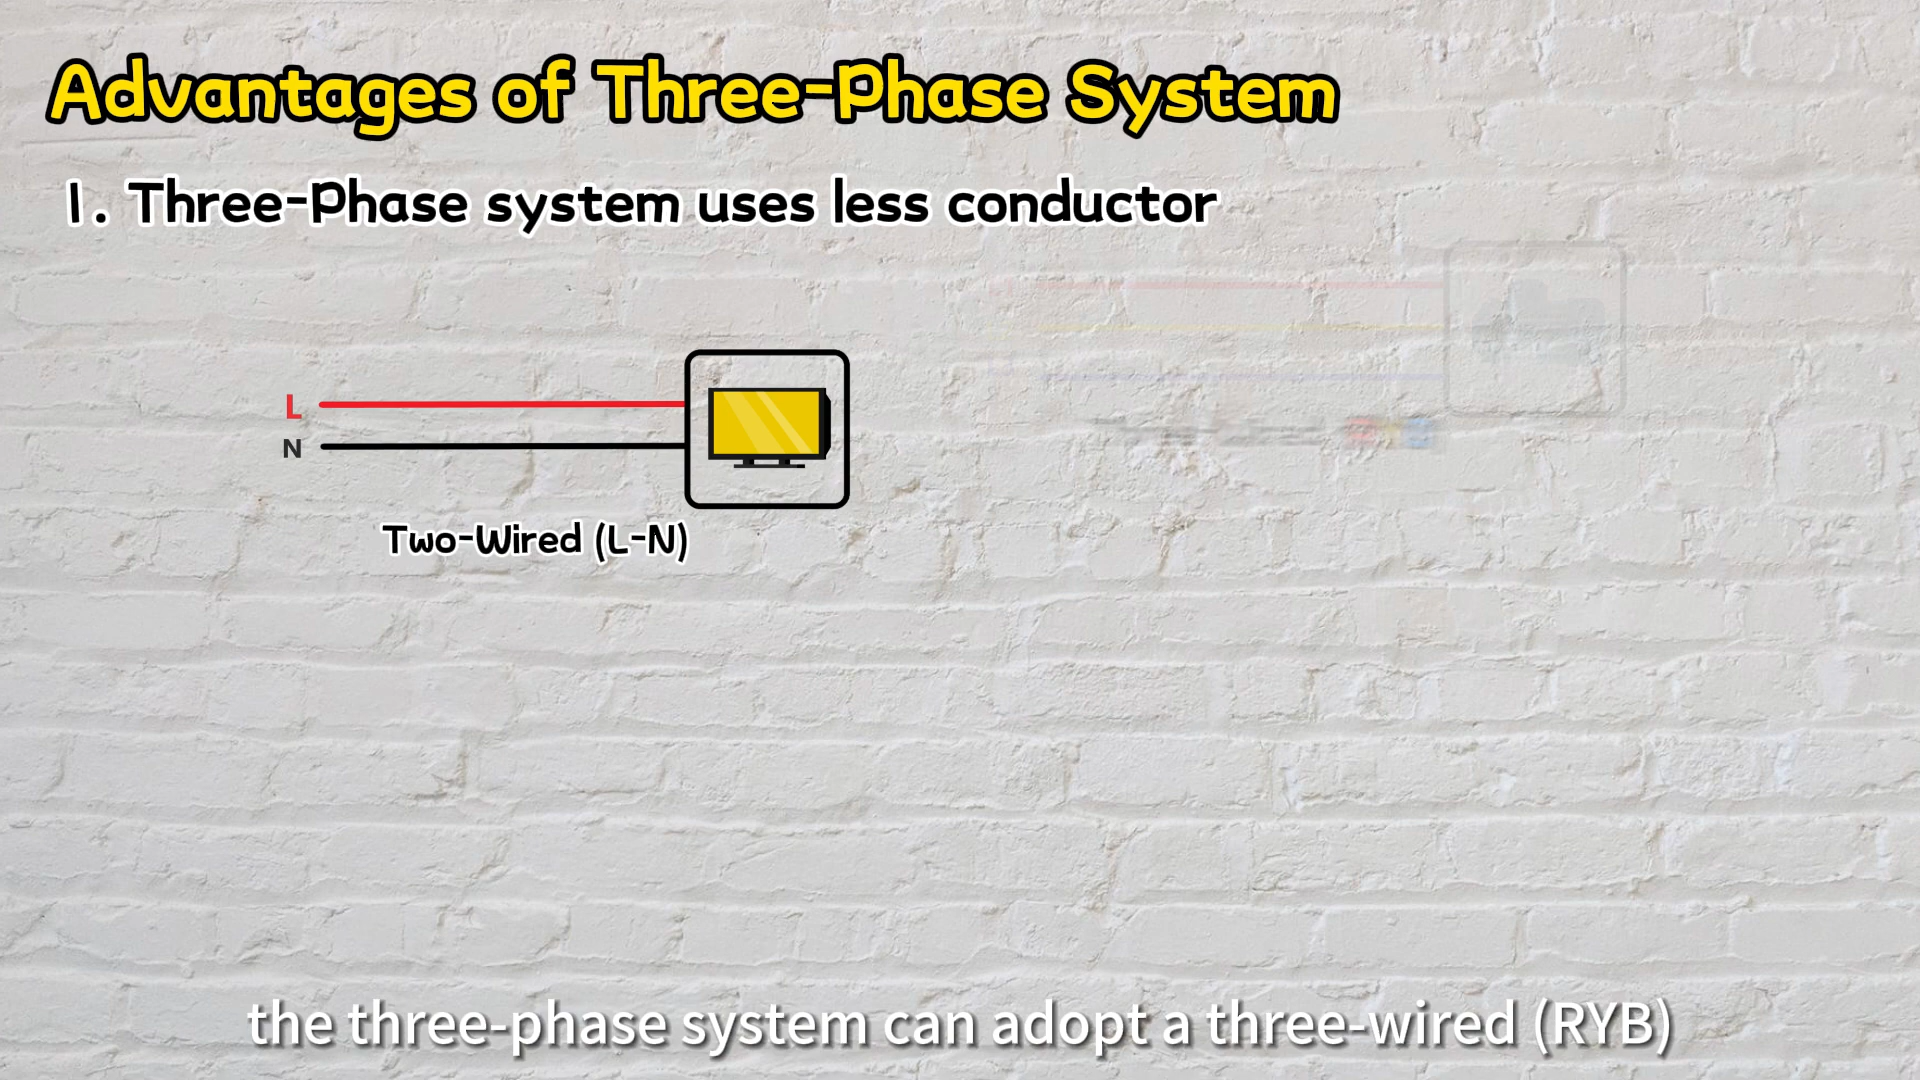 Advantages of Three-Phase System
1. Three-Phase system uses less conductor
L
N
Two-Wired (L-N)
the three-phase system can adopt a three-wired (RYB)